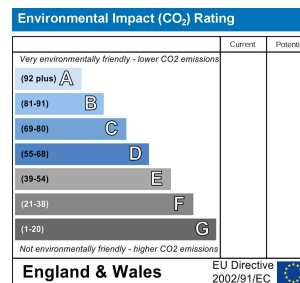 Environmental Impact (CO₂) Rating
Current Potenti
Very environmentally friendly - lower CO2 emissions
(92 plus) A
(81-91) B
(69-80) C
(55-68) D
(39-54) E
(21-38) F
(1-20) G
Not environmentally friendly - higher CO2 emissions
England & Wales
EU Directive
2002/91/EC